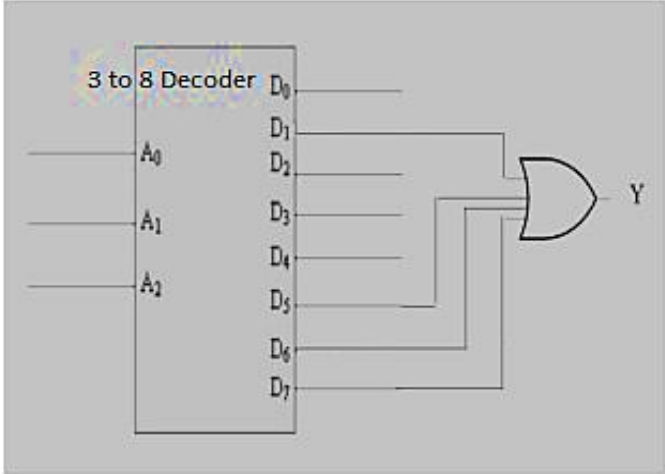 3 to 8 Decoder
D₀
D₁
A₀
D₂
A₁
D₃
Y
D₄
A₂
D₅
D₆
D₇